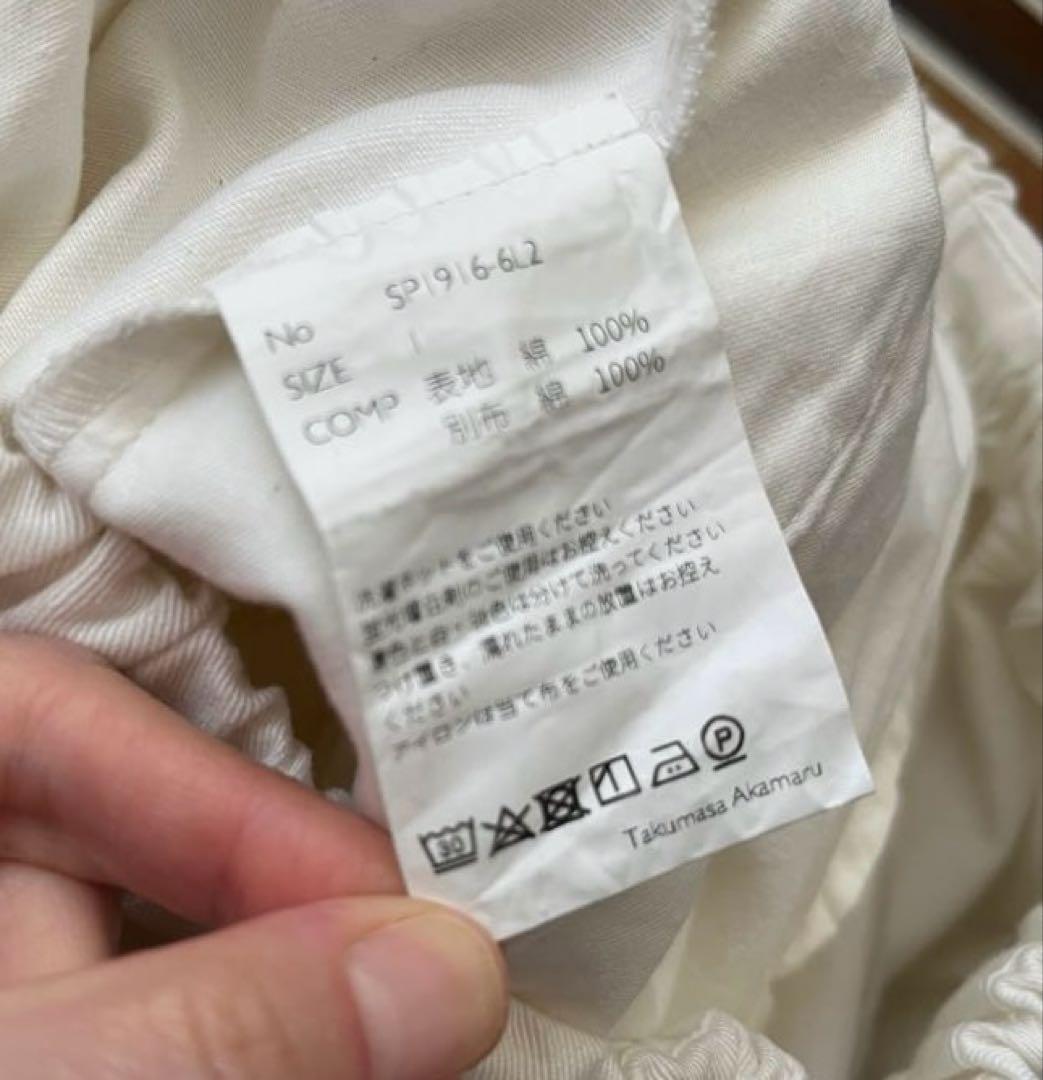 No SP1916-6L2
SIZE 1
COMP 表地 綿 100%
別布 綿 100%
洗濯ネットをご使用ください
蛍光増白剤のご使用はお控えください
濃色と白・淡色は分けて洗ってください
つけ置き、濡れたままの放置はお控え
ください
アイロンは当て布をご使用ください
30 P
Takumasa Akamaru